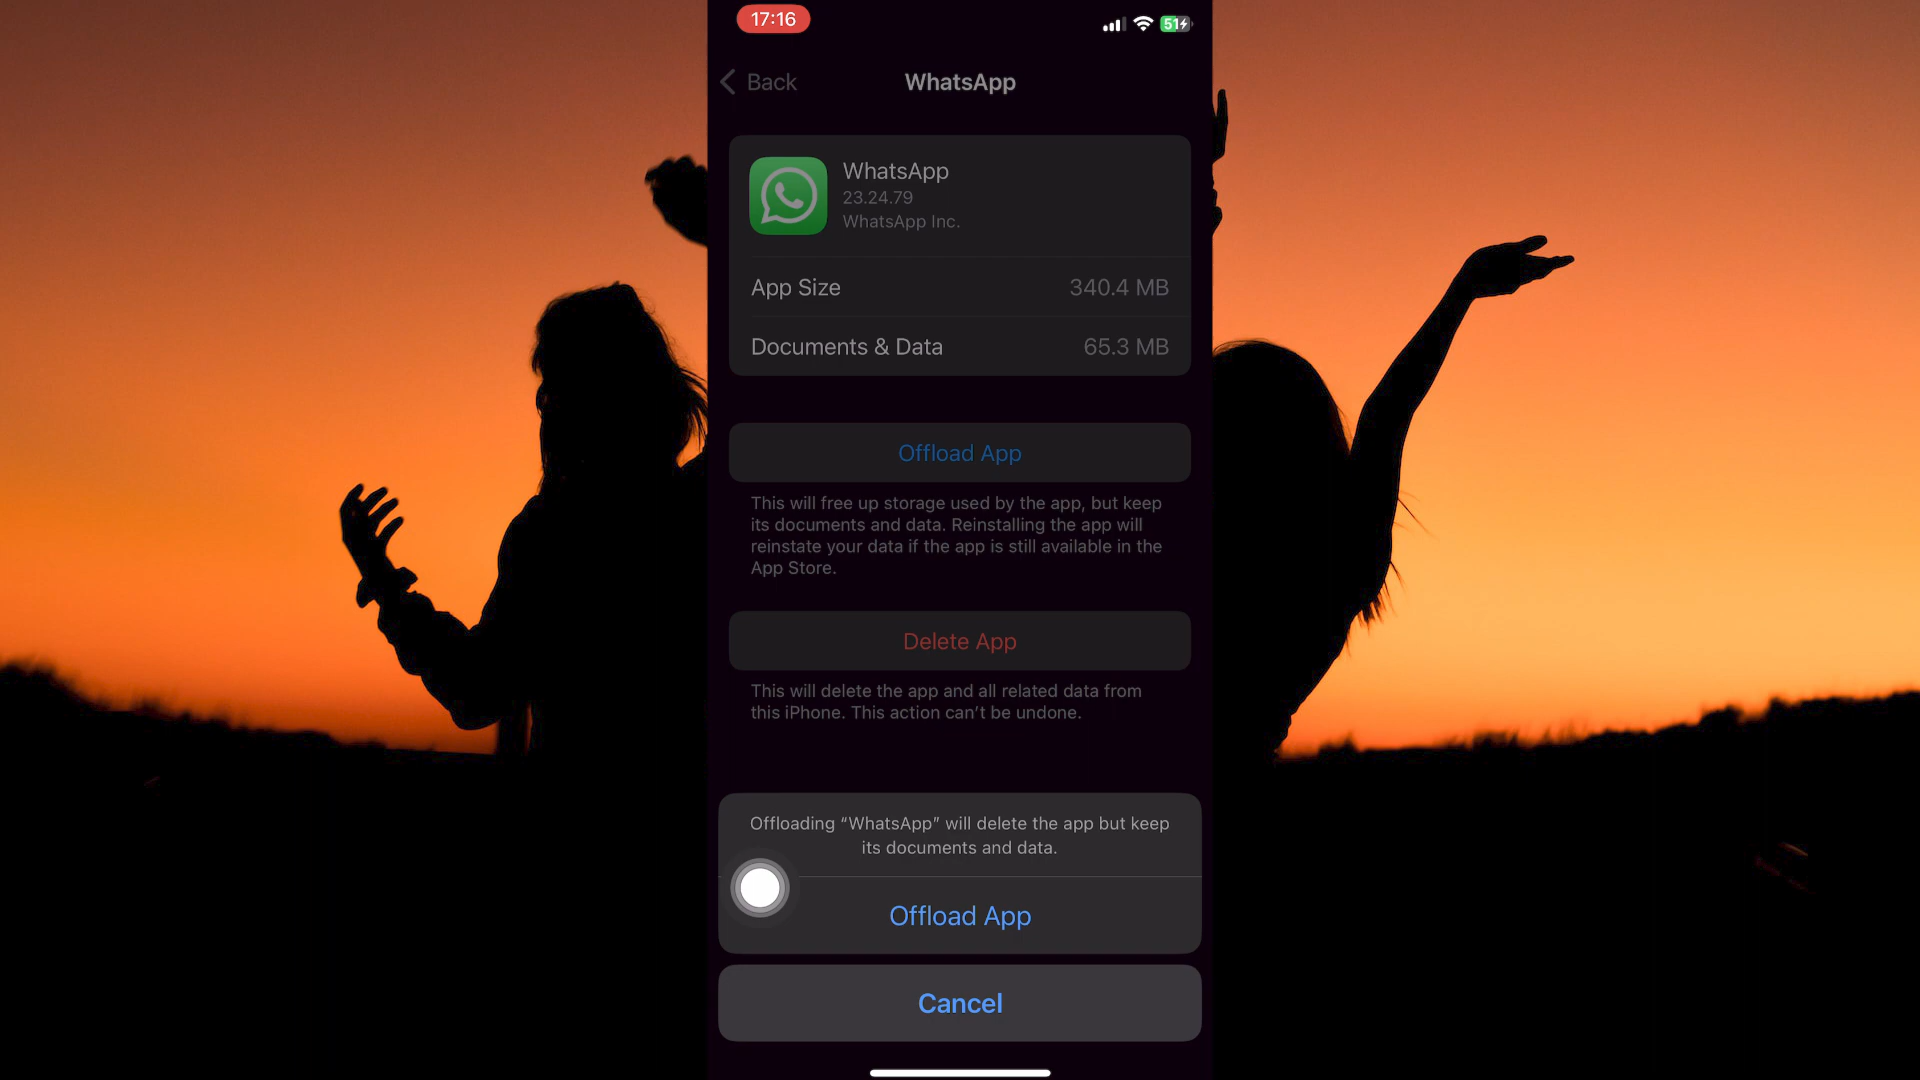 17:16
51
Back
WhatsApp
WhatsApp
23.24.79
WhatsApp Inc.
App Size 340.4 MB
Documents & Data 65.3 MB
Offload App
This will free up storage used by the app, but keep
its documents and data. Reinstalling the app will
reinstate your data if the app is still available in the
App Store.
Delete App
This will delete the app and all related data from
this iPhone. This action can’t be undone.
Offloading “WhatsApp” will delete the app but keep
its documents and data.
Offload App
Cancel